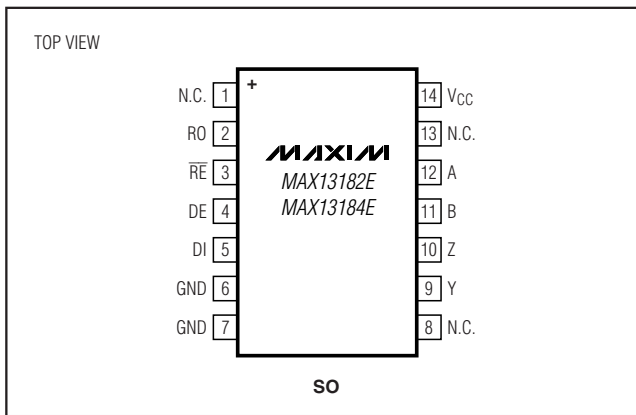 TOP VIEW
+
N.C. 1
RO 2
R̅E̅ 3
DE 4
DI 5
GND 6
GND 7
MAXIM
MAX13182E
MAX13184E
14 VCC
13 N.C.
12 A
11 B
10 Z
9 Y
8 N.C.
SO